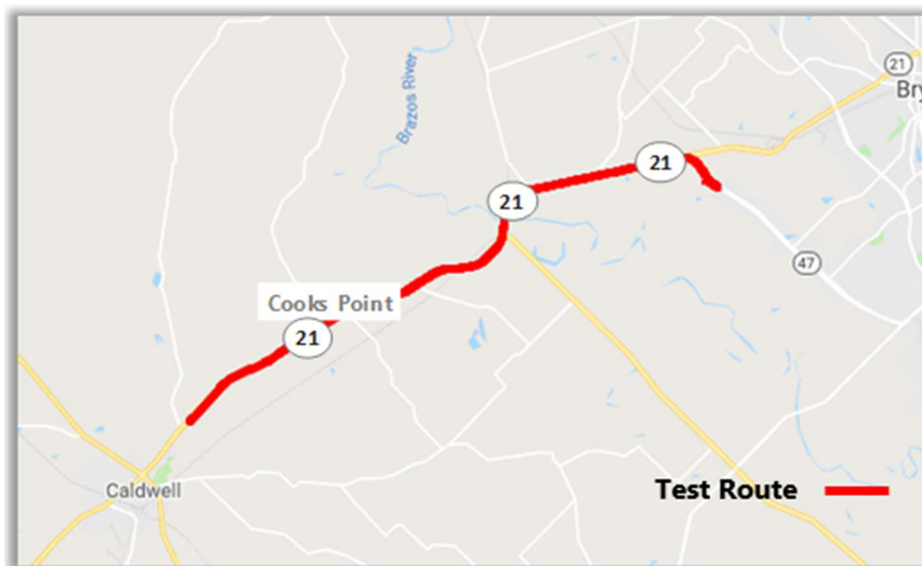 Brazos River
21
Bry
21
21
47
Cooks Point
21
Caldwell
Test Route